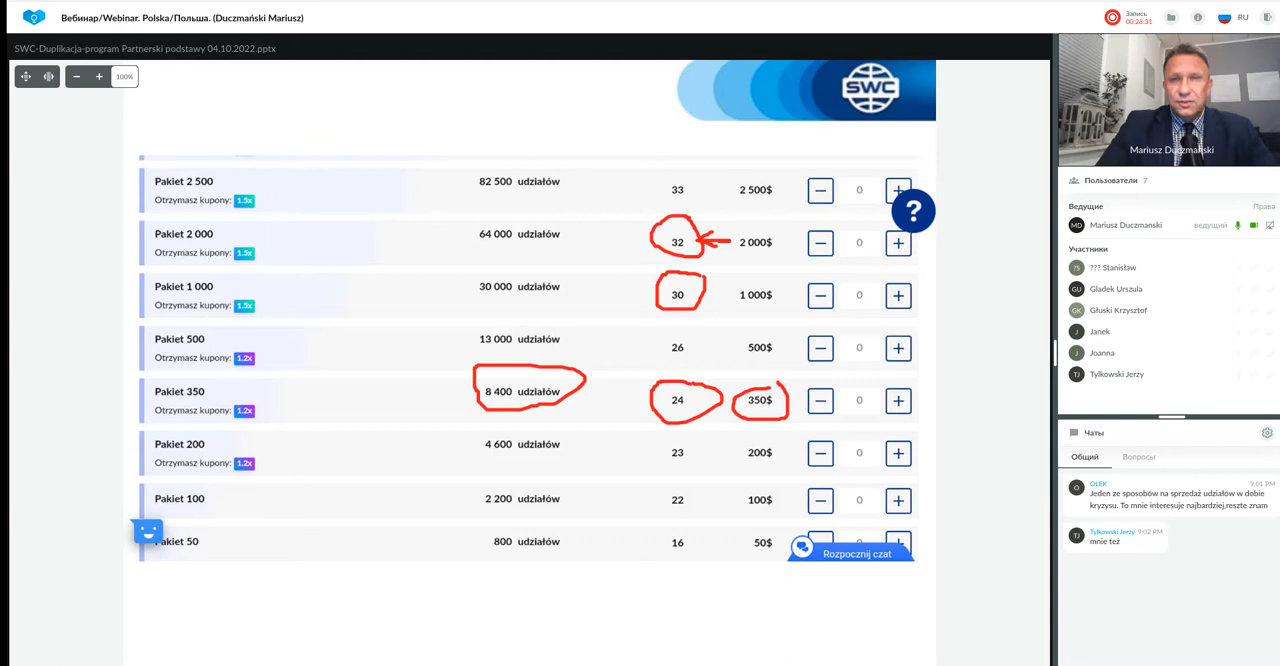 Вебинар/Webinar. Polska/Польша. (Duczmański Mariusz)
Запись
00:28:31
RU
SWC-Duplikacja-program Partnerski podstawy 04.10.2022.pptx
100%
SWC
Pakiet 2 500
82 500 udziałów
33
2 500$
0
Otrzymasz kupony: 1.5x
?
Pakiet 2 000
64 000 udziałów
32
2 000$
0
Otrzymasz kupony: 1.5x
Pakiet 1 000
30 000 udziałów
30
1 000$
0
Otrzymasz kupony: 1.5x
Pakiet 500
13 000 udziałów
26
500$
0
Otrzymasz kupony: 1.2x
Pakiet 350
8 400 udziałów
24
350$
0
Otrzymasz kupony: 1.2x
Pakiet 200
4 600 udziałów
23
200$
0
Otrzymasz kupony: 1.2x
Pakiet 100
2 200 udziałów
22
100$
0
Pakiet 50
800 udziałów
16
50$
0
Rozpocznij czat
Mariusz Duczmański
Пользователи 7
Ведущие
Права
MD Mariusz Duczmanski ведущий
Участники
?S ??? Stanisław
GU Gladek Urszula
GK Głuski Krzysztof
J Janek
J Joanna
TJ Tylkowski Jerzy
Чаты
Общий
Вопросы
O OLEK 9:01 PM
Jeden ze sposobów na sprzedaż udziałów w dobie
kryzysu. To mnie interesuje najbardziej,reszte znam
TJ Tylkowski Jerzy 9:02 PM
mnie też